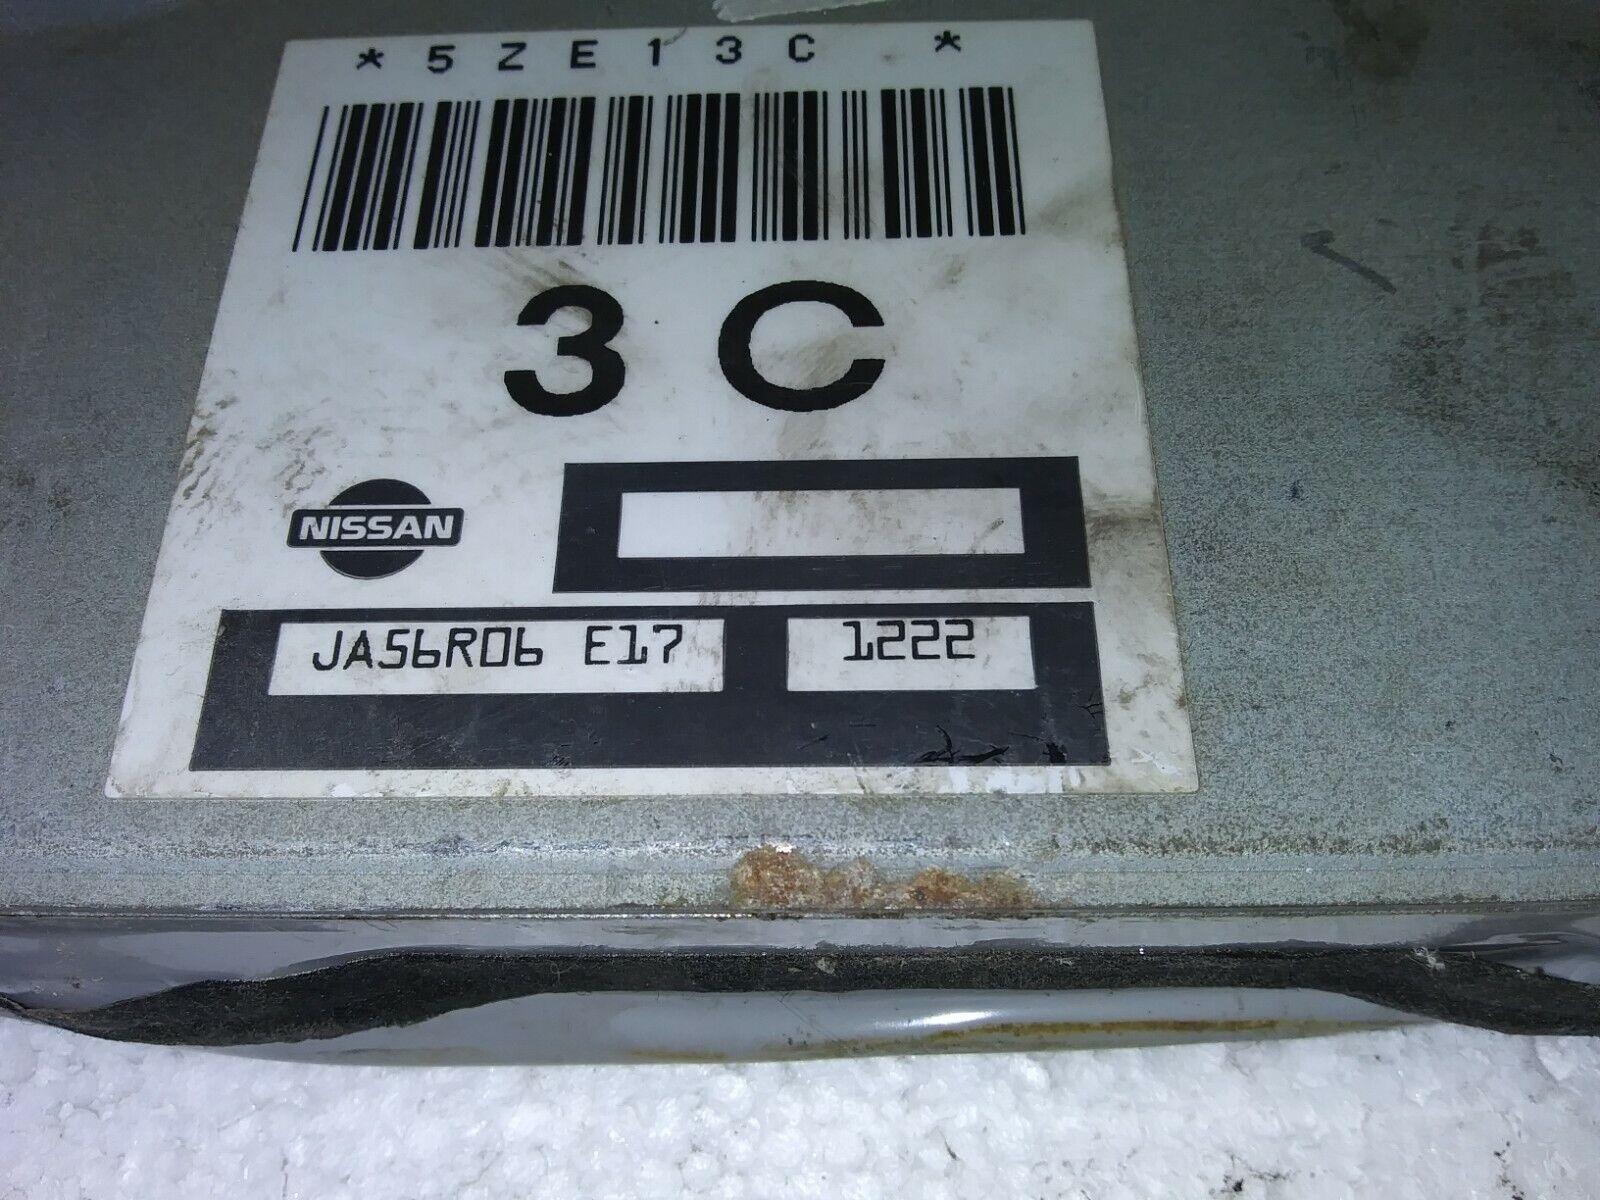 *5ZE13C *
3C
NISSAN
JA56R06 E17 1222